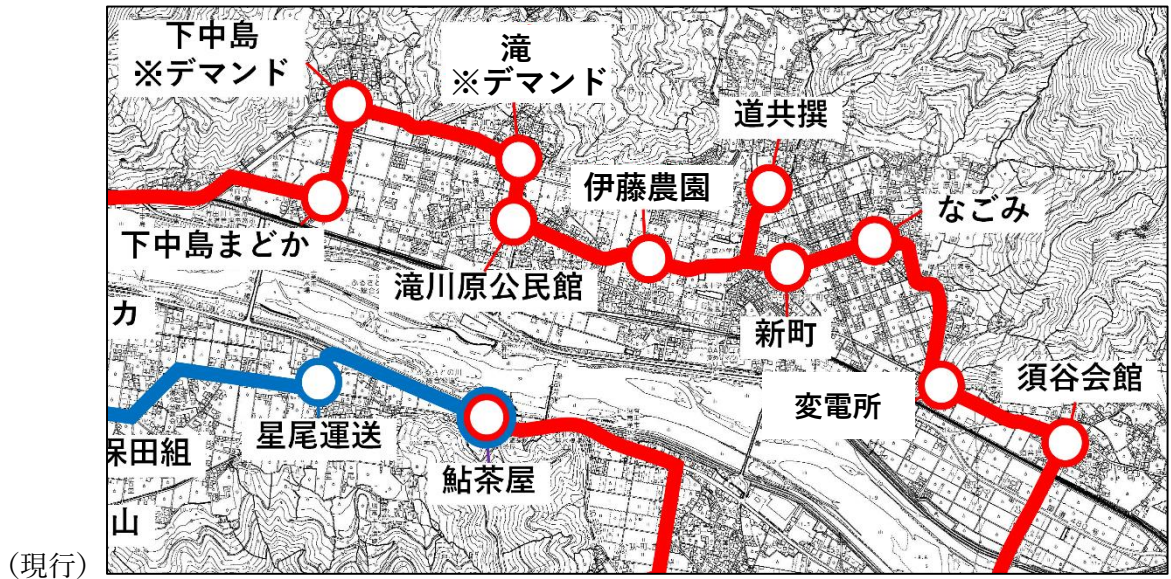 下中島
※デマンド
滝
※デマンド
道共撰
伊藤農園
なごみ
下中島まどか
滝川原公民館
新町
カ
変電所
須谷会館
星尾運送
保田組
鮎茶屋
山
（現行）